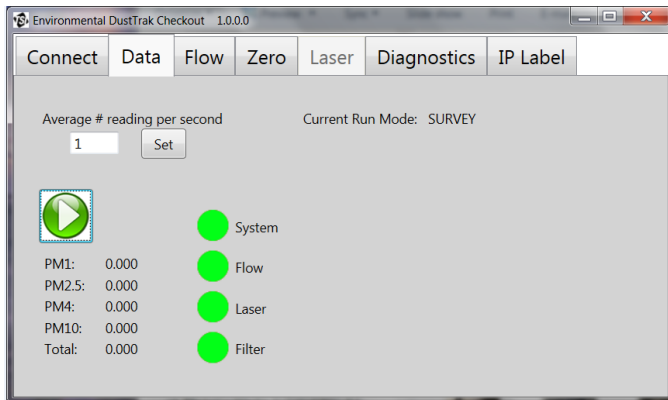 TSI Environmental DustTrak Checkout 1.0.0.0
Connect Data Flow Zero Laser Diagnostics IP Label
Average # reading per second
1 Set
Current Run Mode: SURVEY
PM1: 0.000
PM2.5: 0.000
PM4: 0.000
PM10: 0.000
Total: 0.000
System
Flow
Laser
Filter